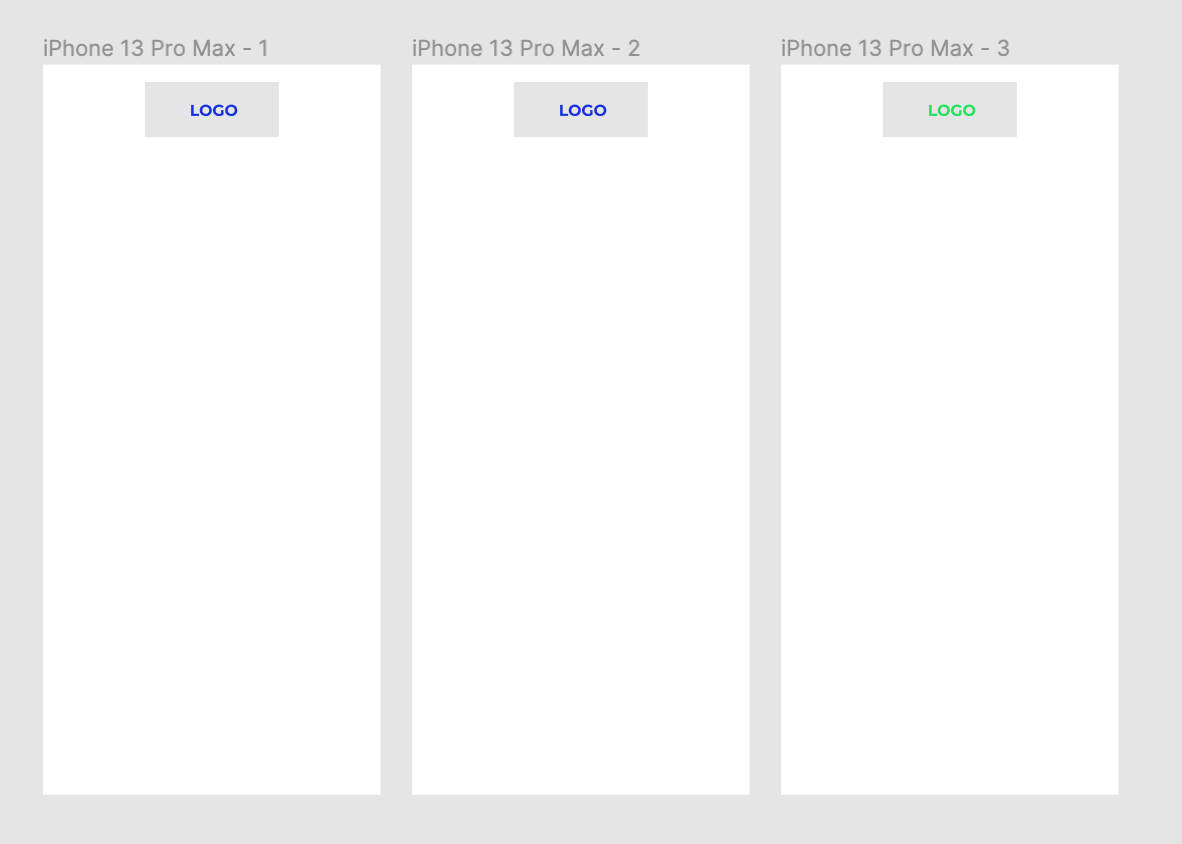 iPhone 13 Pro Max - 1
iPhone 13 Pro Max - 2
iPhone 13 Pro Max - 3
LOGO
LOGO
LOGO